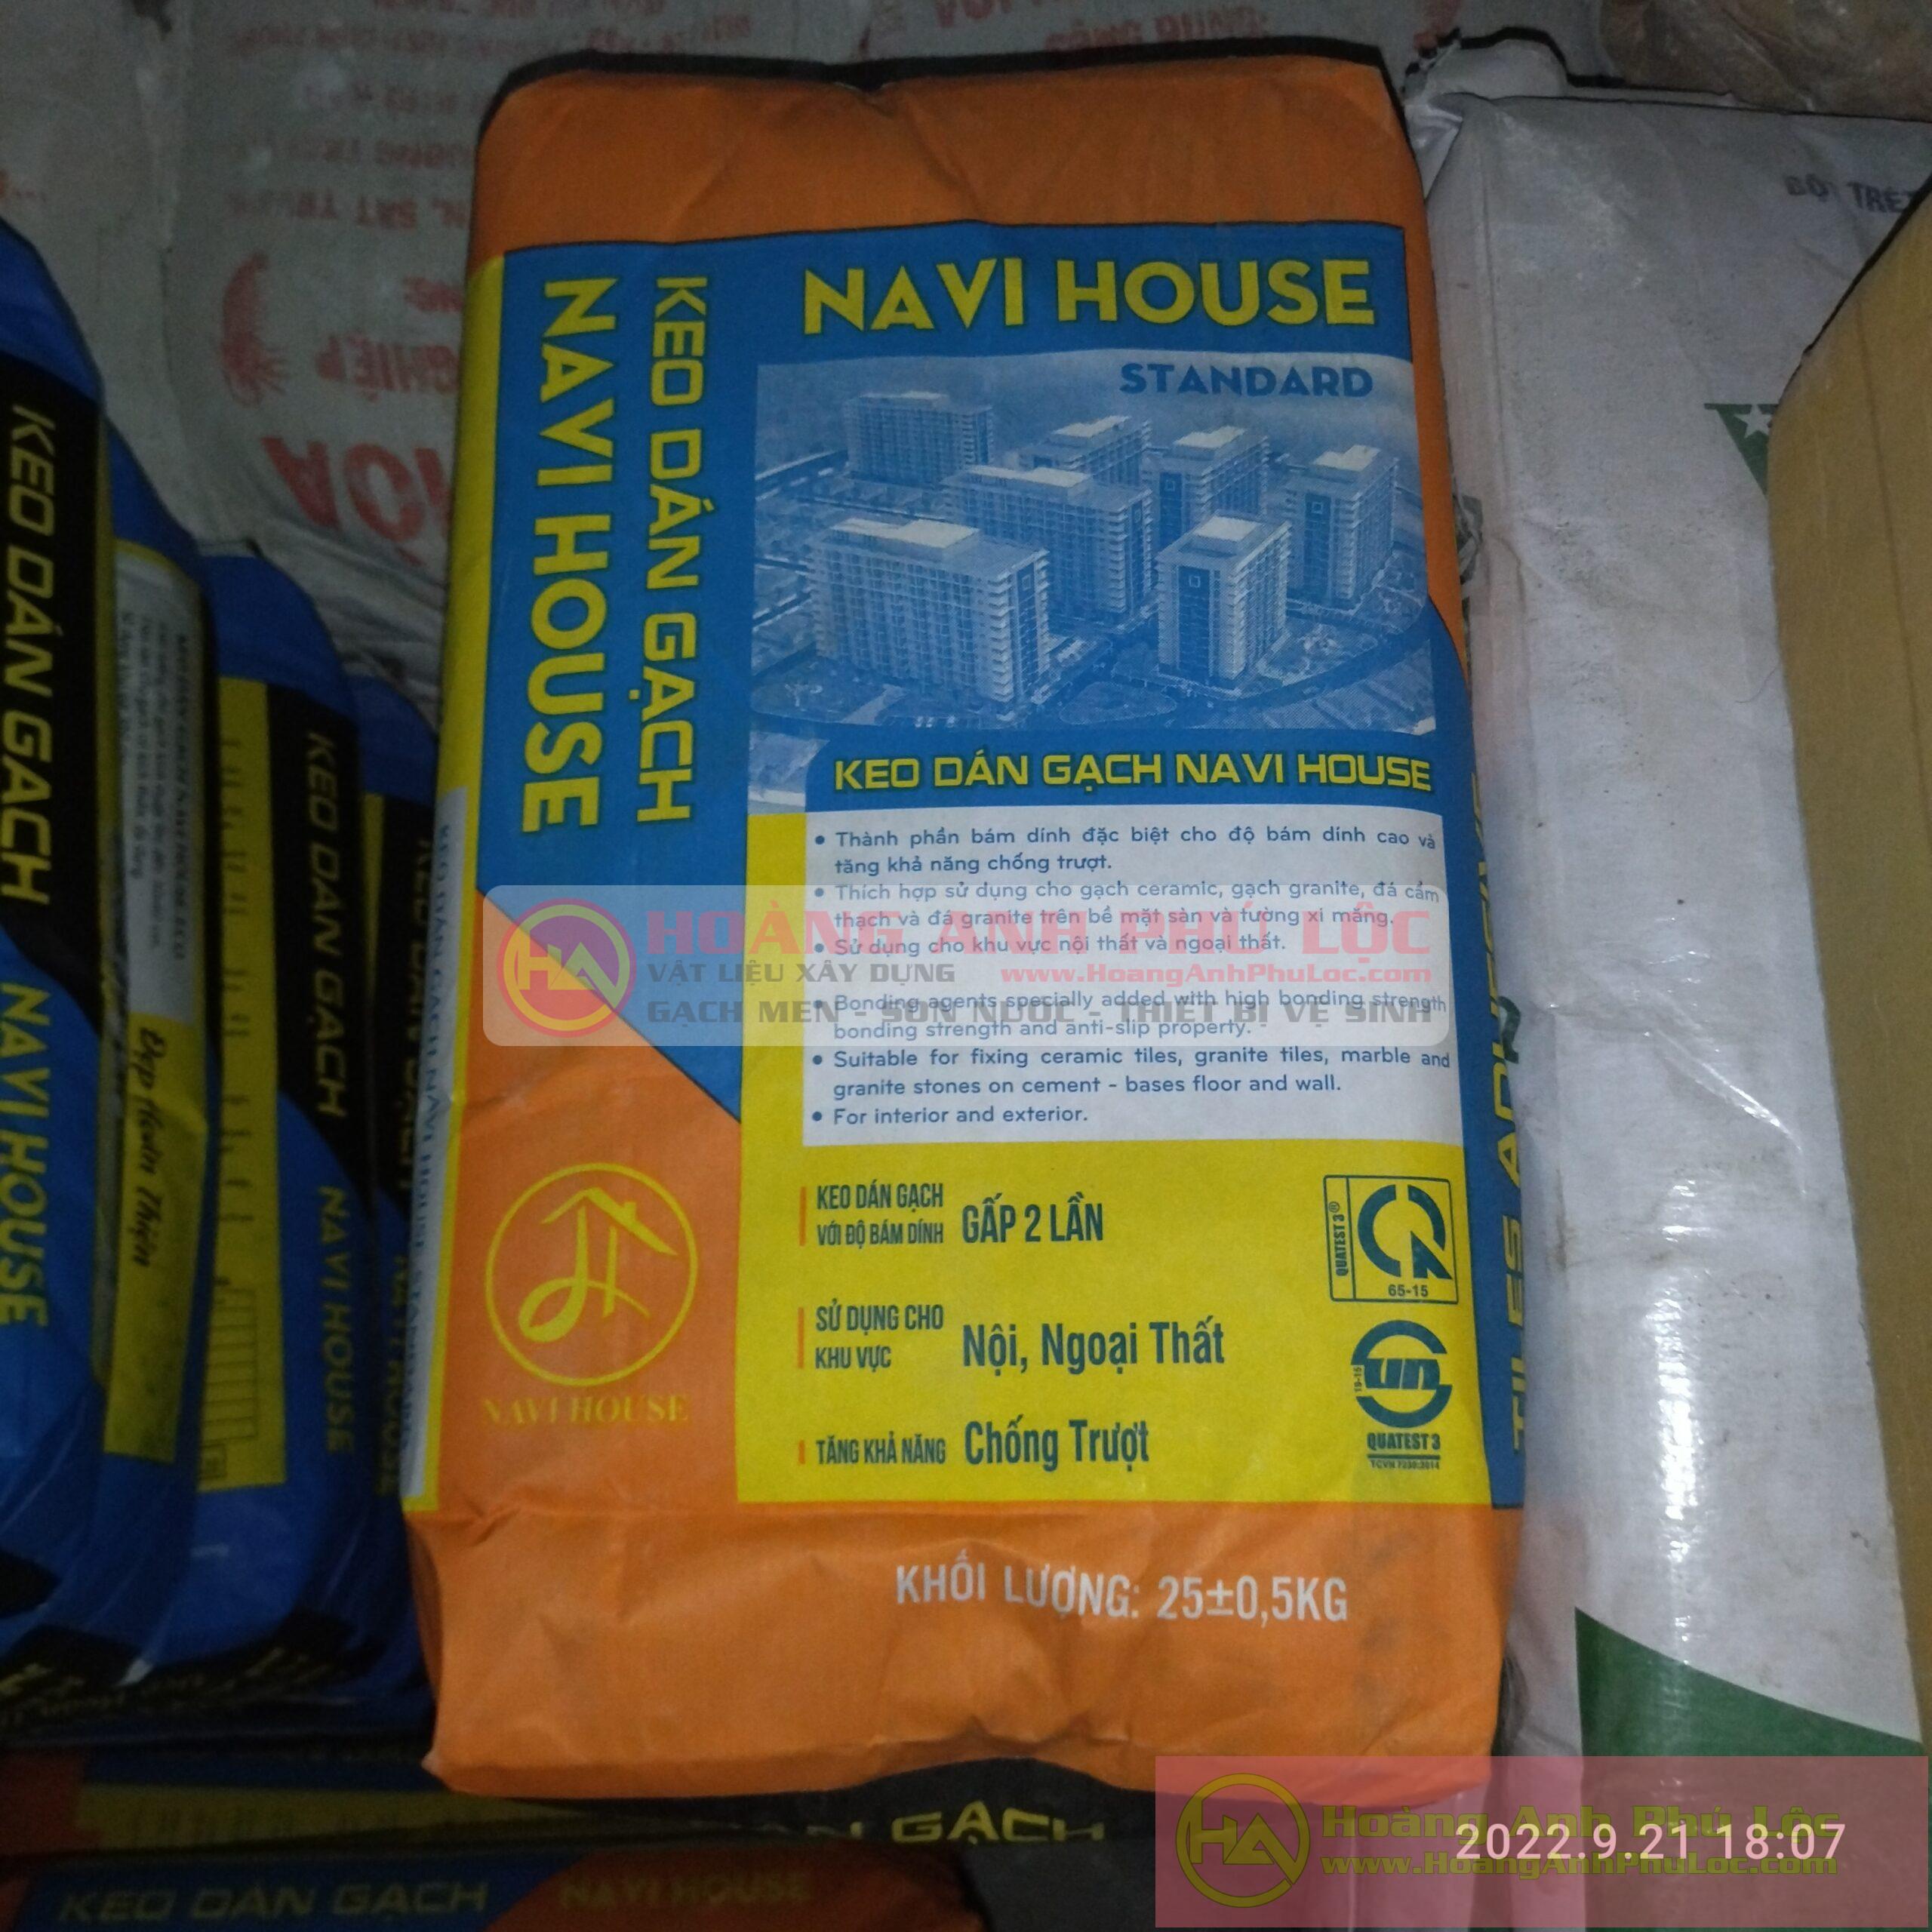 NAVI HOUSE
STANDARD
KEO DÁN GẠCH
NAVI HOUSE
KEO DÁN GẠCH NAVI HOUSE
• Thành phần bám dính đặc biệt cho độ bám dính cao và
tăng khả năng chống trượt.
• Thích hợp sử dụng cho gạch ceramic, gạch granite, đá cẩm
thạch và đá granite trên bề mặt sàn và tường xi măng.
• Sử dụng cho khu vực nội thất và ngoại thất.
• Bonding agents specially added with high bonding strength
bonding strength and anti-slip property.
• Suitable for fixing ceramic tiles, granite tiles, marble and
granite stones on cement - bases floor and wall.
• For interior and exterior.
HA
HOÀNG ANH PHÚ LỘC
VẬT LIỆU XÂY DỰNG www.HoangAnhPhuLoc.com
GẠCH MEN - SƠN NƯỚC - THIẾT BỊ VỆ SINH
KEO DÁN GẠCH
VỚI ĐỘ BÁM DÍNH GẤP 2 LẦN
SỬ DỤNG CHO
KHU VỰC Nội, Ngoại Thất
TĂNG KHẢ NĂNG Chống Trượt
QUATEST 3®
65-15
QUATEST 3
NAVI HOUSE
KHỐI LƯỢNG: 25±0,5KG
TILES ADHESIVE
KEO DÁN GẠCH NAVI HOUSE
Đẹp Hoàn Thiện
KEO DÁN GẠCH NAVI HOUSE
BỘT TRÉT
GẠCH
KEO DÁN GẠCH NAVI HOUSE
HA
Hoàng Anh Phú Lộc
www.HoangAnhPhuLoc.com
2022.9.21 18:07